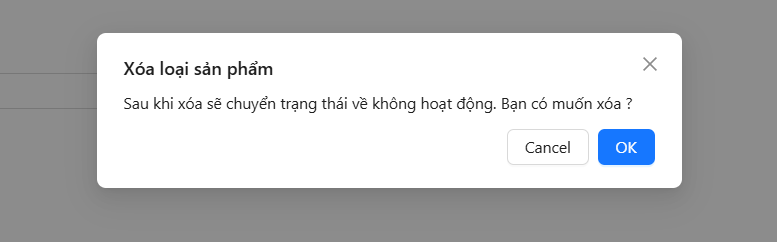 Xóa loại sản phẩm
Sau khi xóa sẽ chuyển trạng thái về không hoạt động. Bạn có muốn xóa ?
Cancel
OK